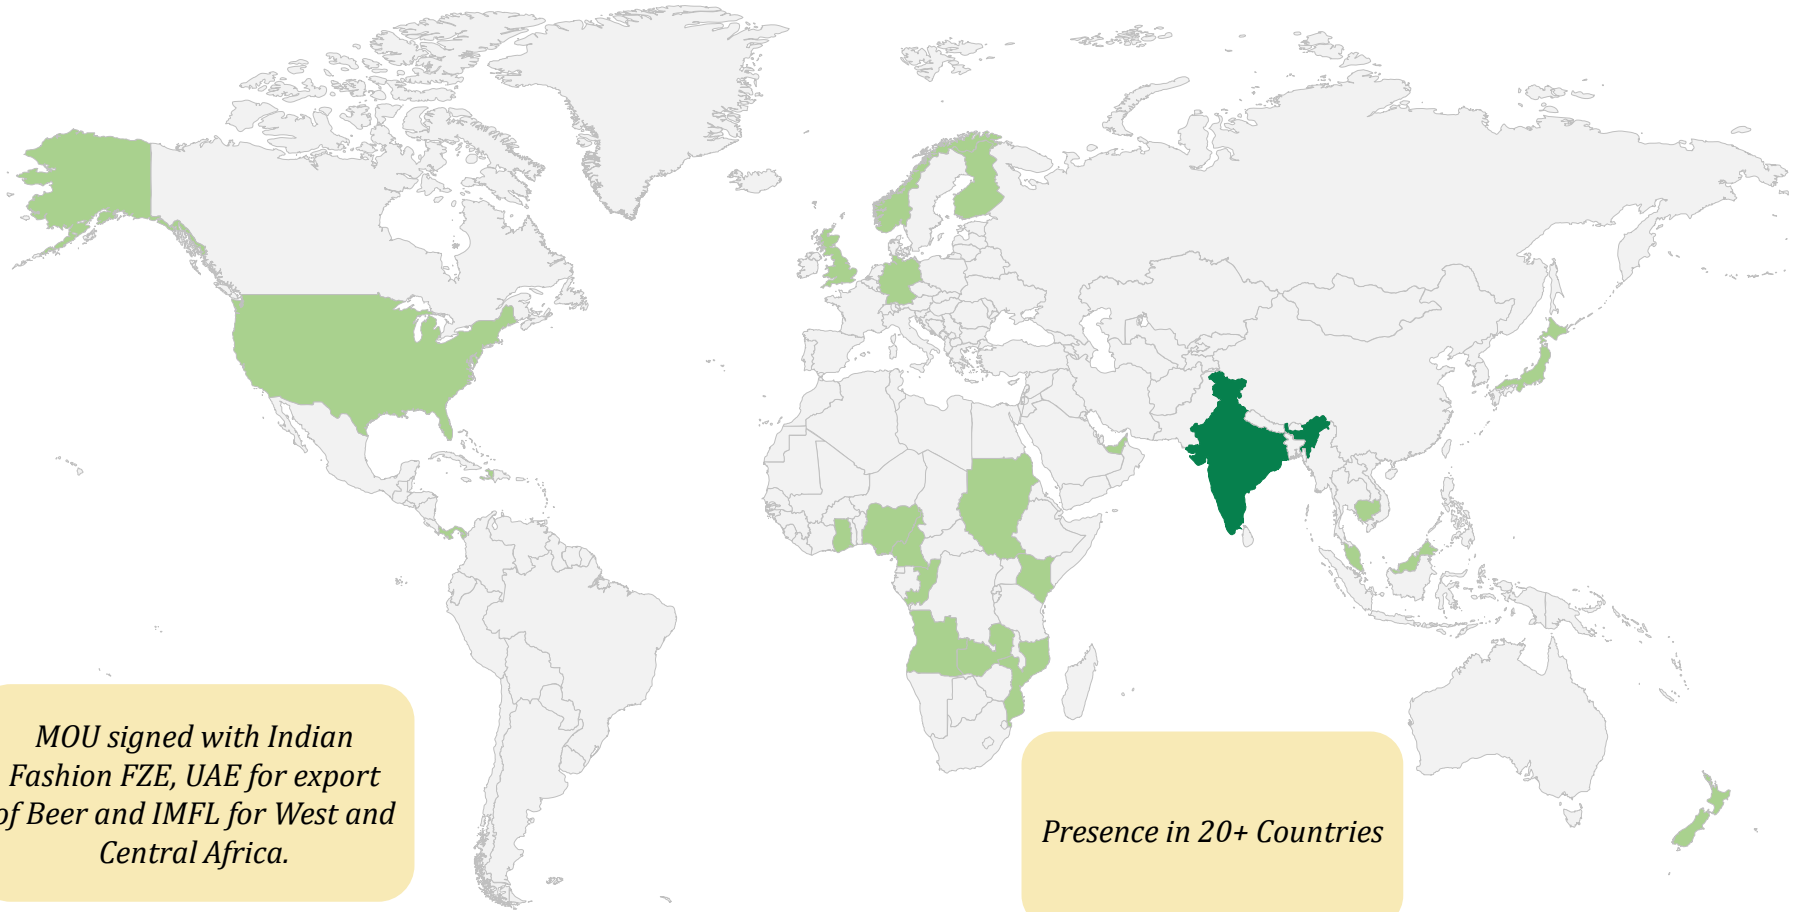 MOU signed with Indian
Fashion FZE, UAE for export
of Beer and IMFL for West and
Central Africa.
Presence in 20+ Countries